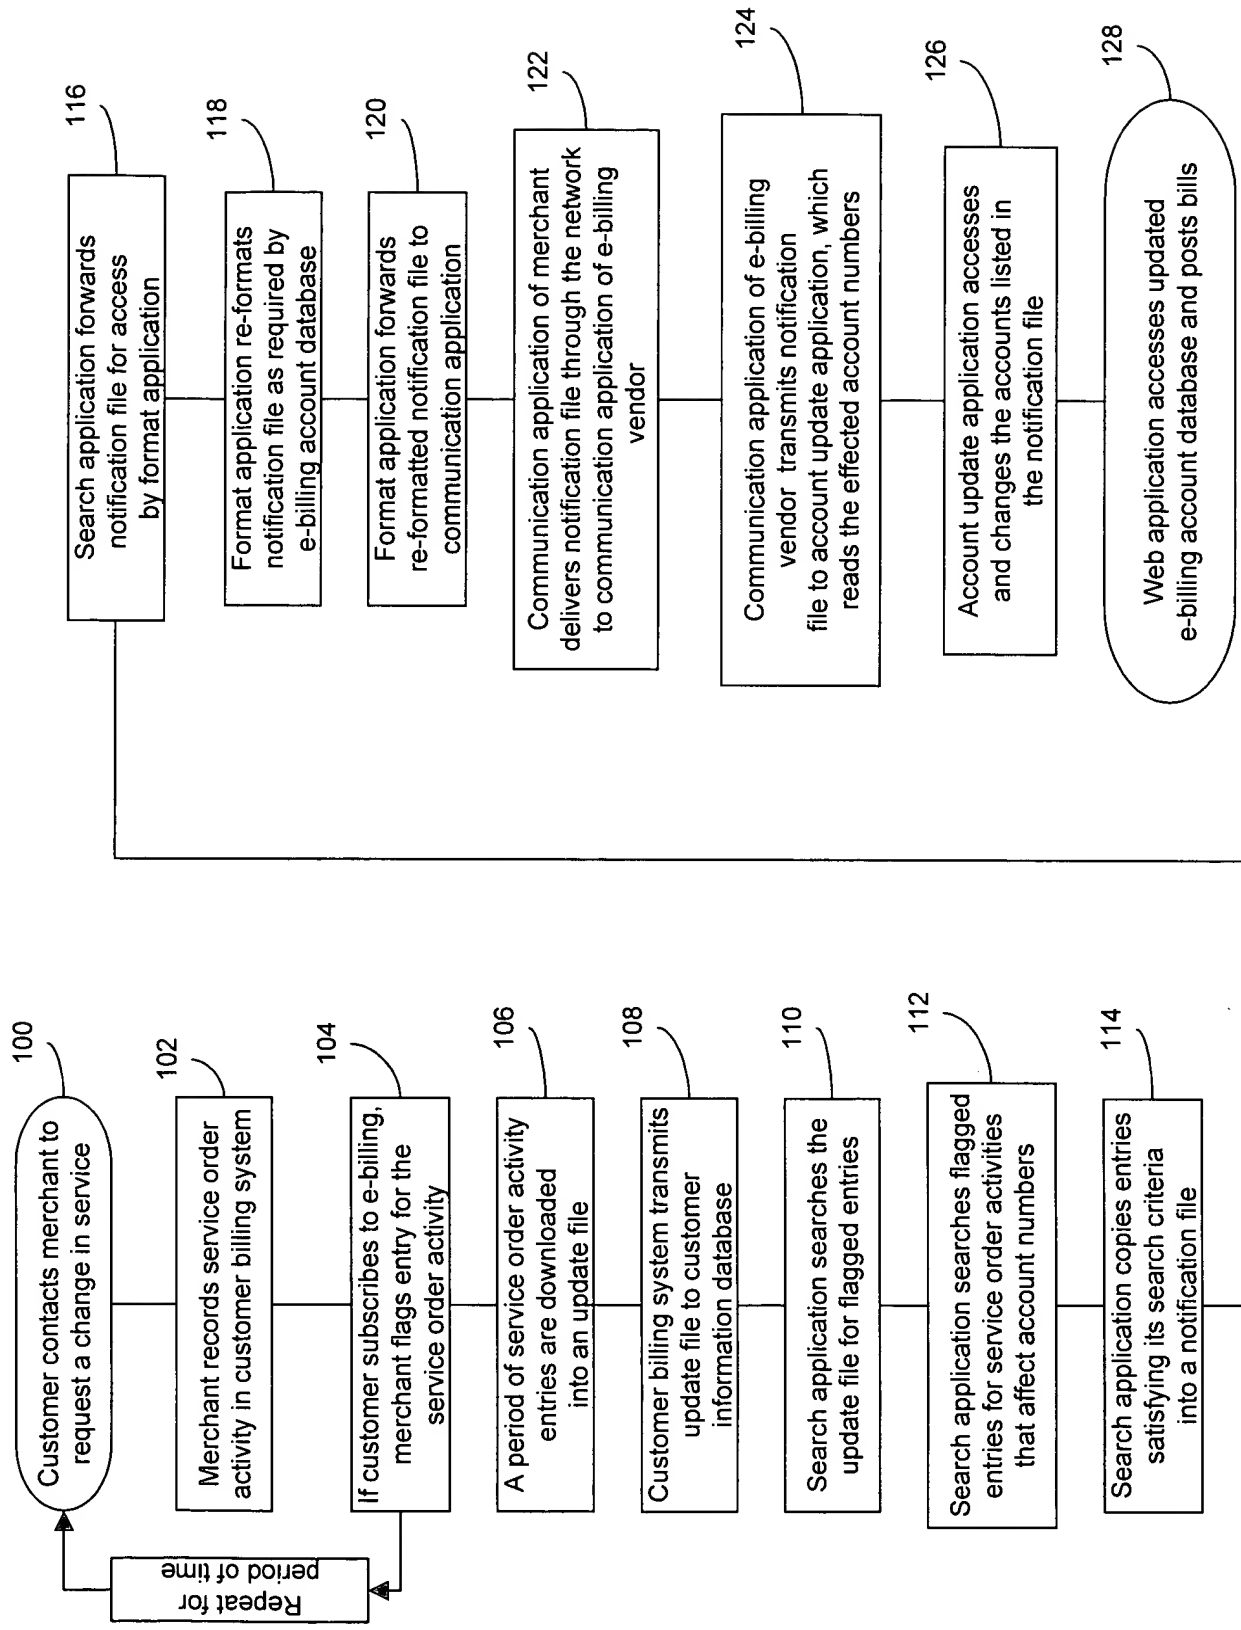 100
Customer contacts merchant to
request a change in service
102
Merchant records service order
activity in customer billing system
104
If customer subscribes to e-billing,
merchant flags entry for the
service order activity
Repeat for
period of time
106
A period of service order activity
entries are downloaded
into an update file
108
Customer billing system transmits
update file to customer
information database
110
Search application searches the
update file for flagged entries
112
Search application searches flagged
entries for service order activities
that affect account numbers
114
Search application copies entries
satisfying its search criteria
into a notification file
116
Search application forwards
notification file for access
by format application
118
Format application re-formats
notification file as required by
e-billing account database
120
Format application forwards
re-formatted notification file to
communication application
122
Communication application of merchant
delivers notification file through the network
to communication application of e-billing
vendor
124
Communication application of e-billing
vendor transmits notification
file to account update application, which
reads the effected account numbers
126
Account update application accesses
and changes the accounts listed in
the notification file
128
Web application accesses updated
e-billing account database and posts bills